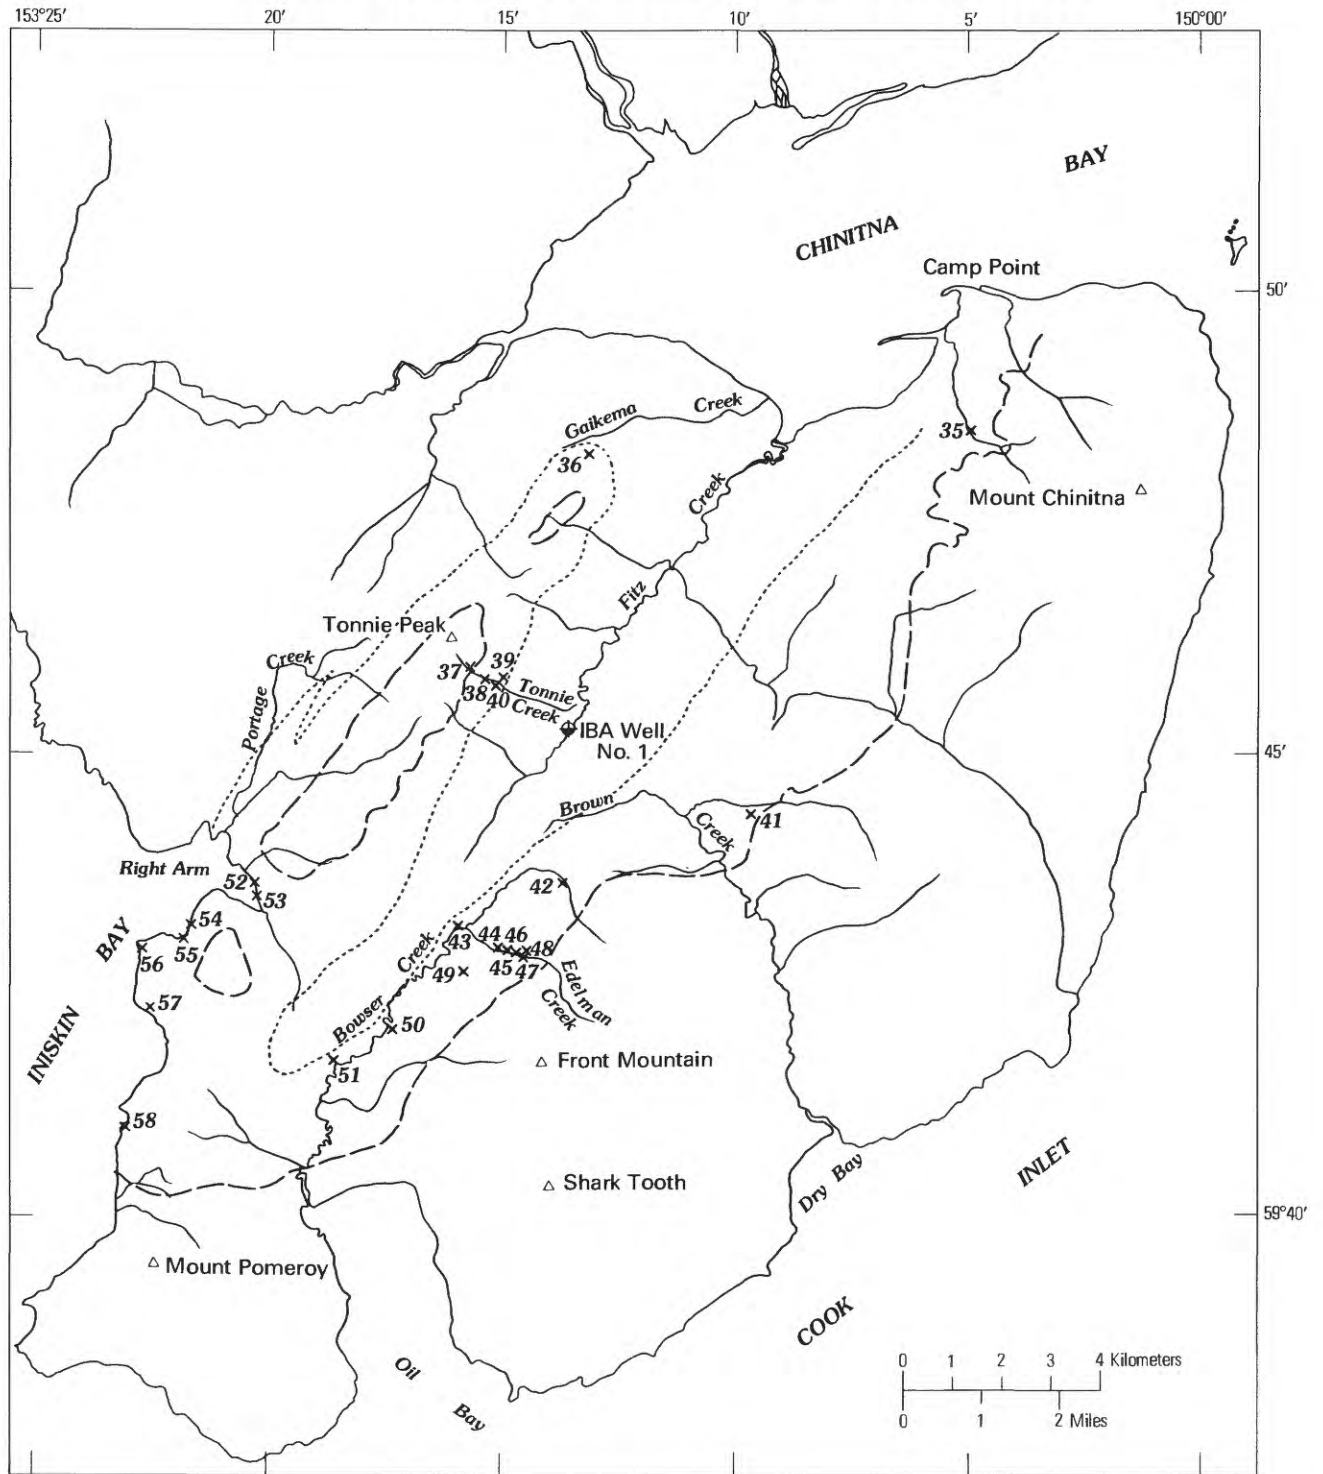 153°25′ 20′ 15′ 10′ 5′ 150°00′
BAY
CHINITNA
Camp Point
50′
Gaikema Creek
35
36
Creek
Mount Chinitna
Fitz
Tonnie Peak
Creek
Portage
37
39
38
40
Tonnie
Creek
IBA Well
No. 1
45′
Brown
Creek
41
Right Arm
52
53
42
54
55
BAY
56
43
44
46
48
45
47
Creek
49
Edelman
Creek
57
Bowser
50
INISKIN
51
Front Mountain
58
INLET
Dry Bay
Shark Tooth
59°40′
Mount Pomeroy
COOK
Oil
Bay
0 1 2 3 4 Kilometers
0 1 2 Miles